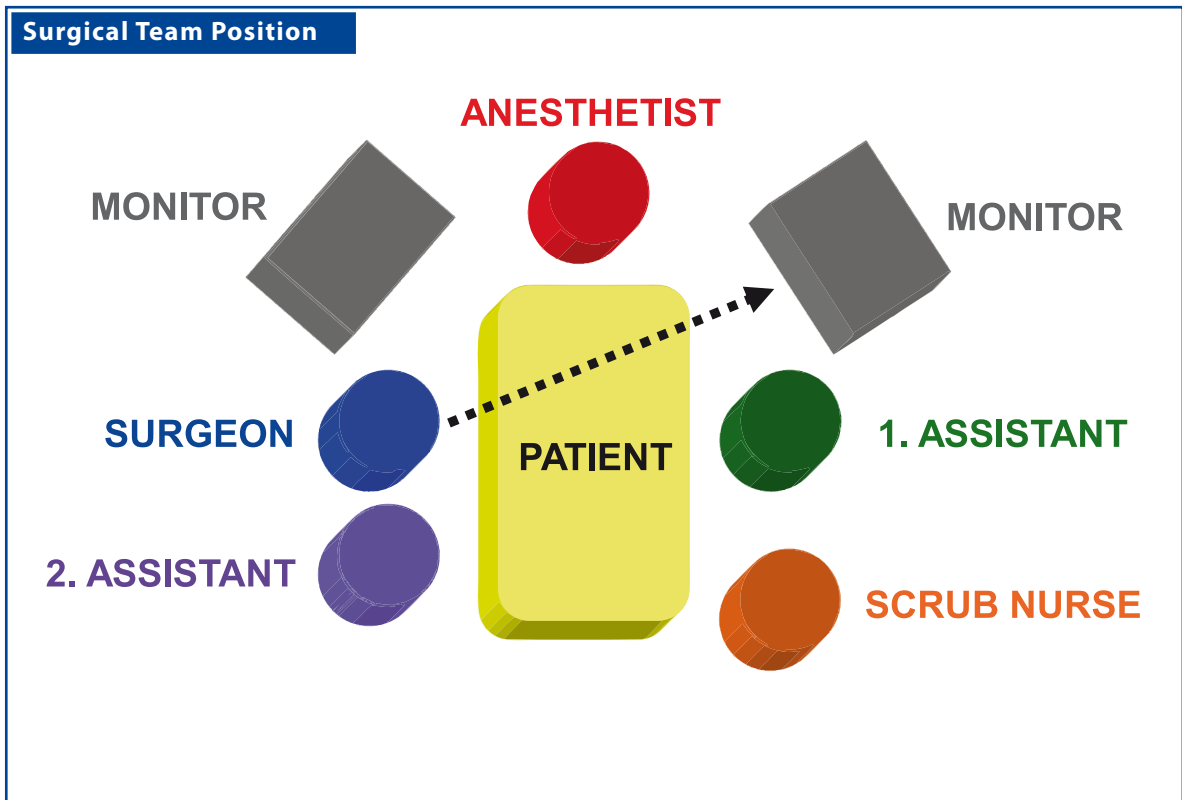 Surgical Team Position
ANESTHETIST
MONITOR
MONITOR
SURGEON
PATIENT
1. ASSISTANT
2. ASSISTANT
SCRUB NURSE